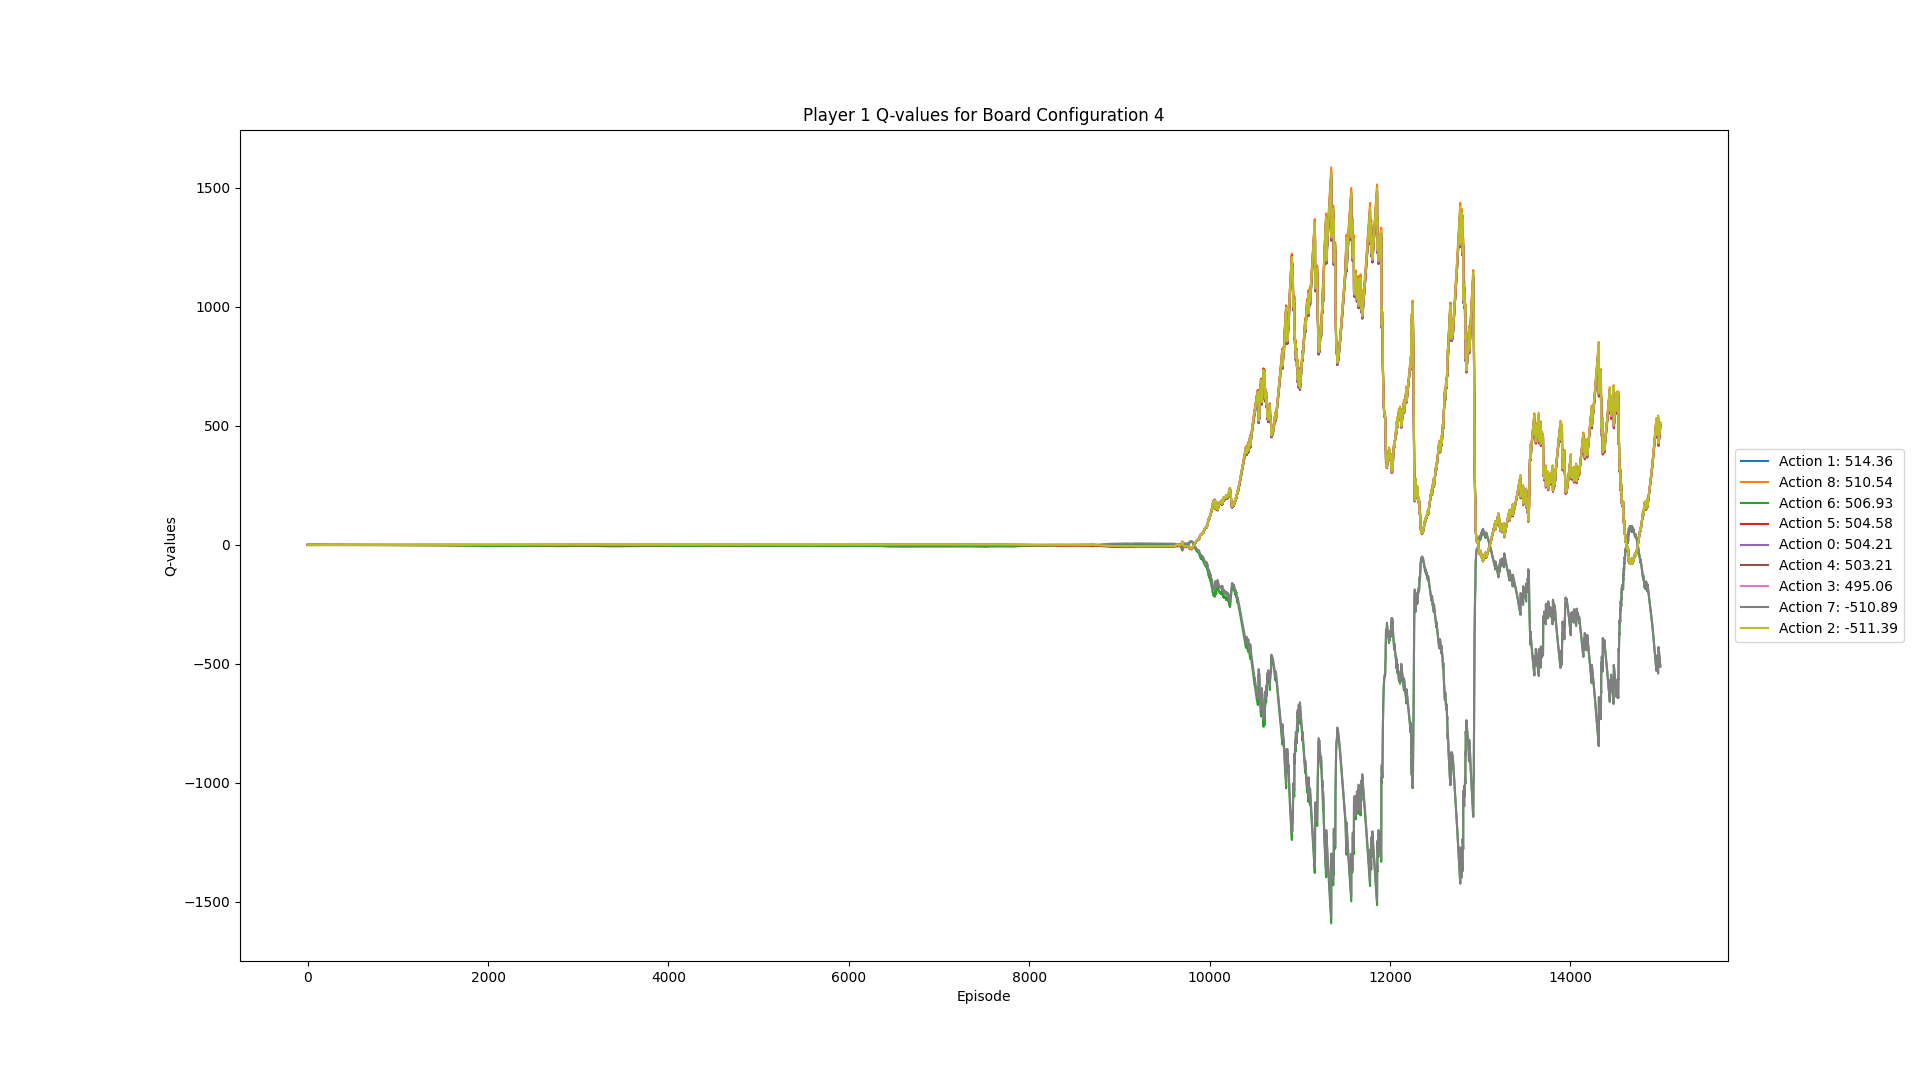 Player 1 Q-values for Board Configuration 4
1500
1000
500
0
−500
−1000
−1500
Q-values
0 2000 4000 6000 8000 10000 12000 14000
Episode
Action 1: 514.36
Action 8: 510.54
Action 6: 506.93
Action 5: 504.58
Action 0: 504.21
Action 4: 503.21
Action 3: 495.06
Action 7: -510.89
Action 2: -511.39